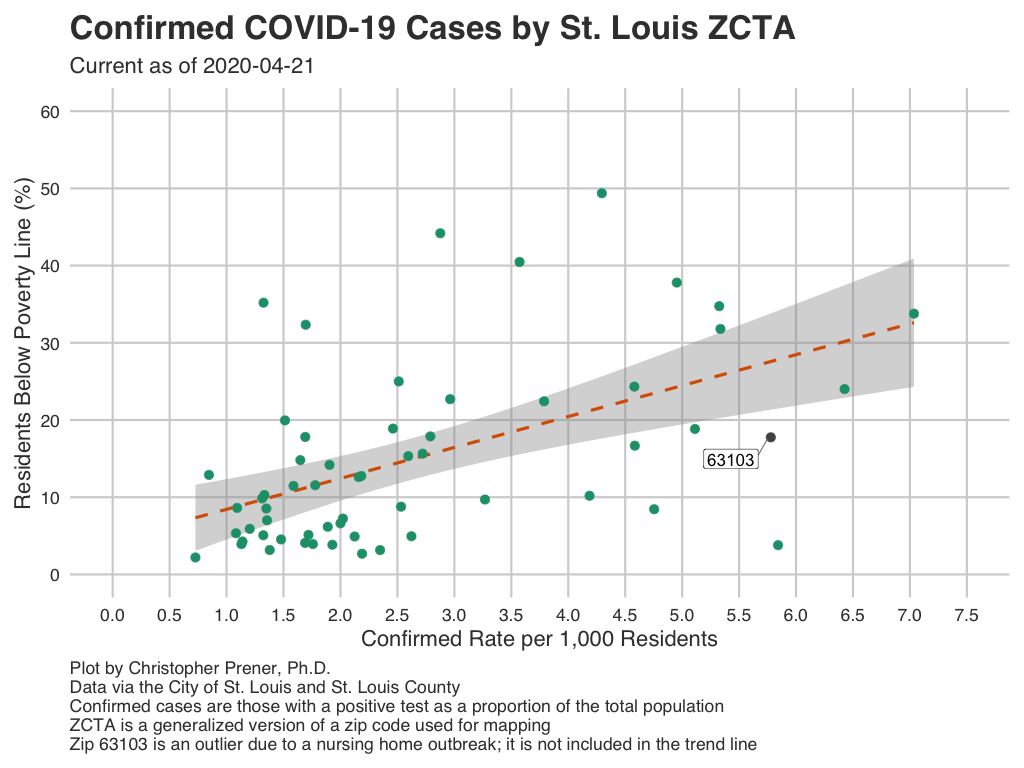 Confirmed COVID-19 Cases by St. Louis ZCTA
Current as of 2020-04-21
60
50
40
30
20
10
0
Residents Below Poverty Line (%)
63103
0.0 0.5 1.0 1.5 2.0 2.5 3.0 3.5 4.0 4.5 5.0 5.5 6.0 6.5 7.0 7.5
Confirmed Rate per 1,000 Residents
Plot by Christopher Prener, Ph.D.
Data via the City of St. Louis and St. Louis County
Confirmed cases are those with a positive test as a proportion of the total population
ZCTA is a generalized version of a zip code used for mapping
Zip 63103 is an outlier due to a nursing home outbreak; it is not included in the trend line